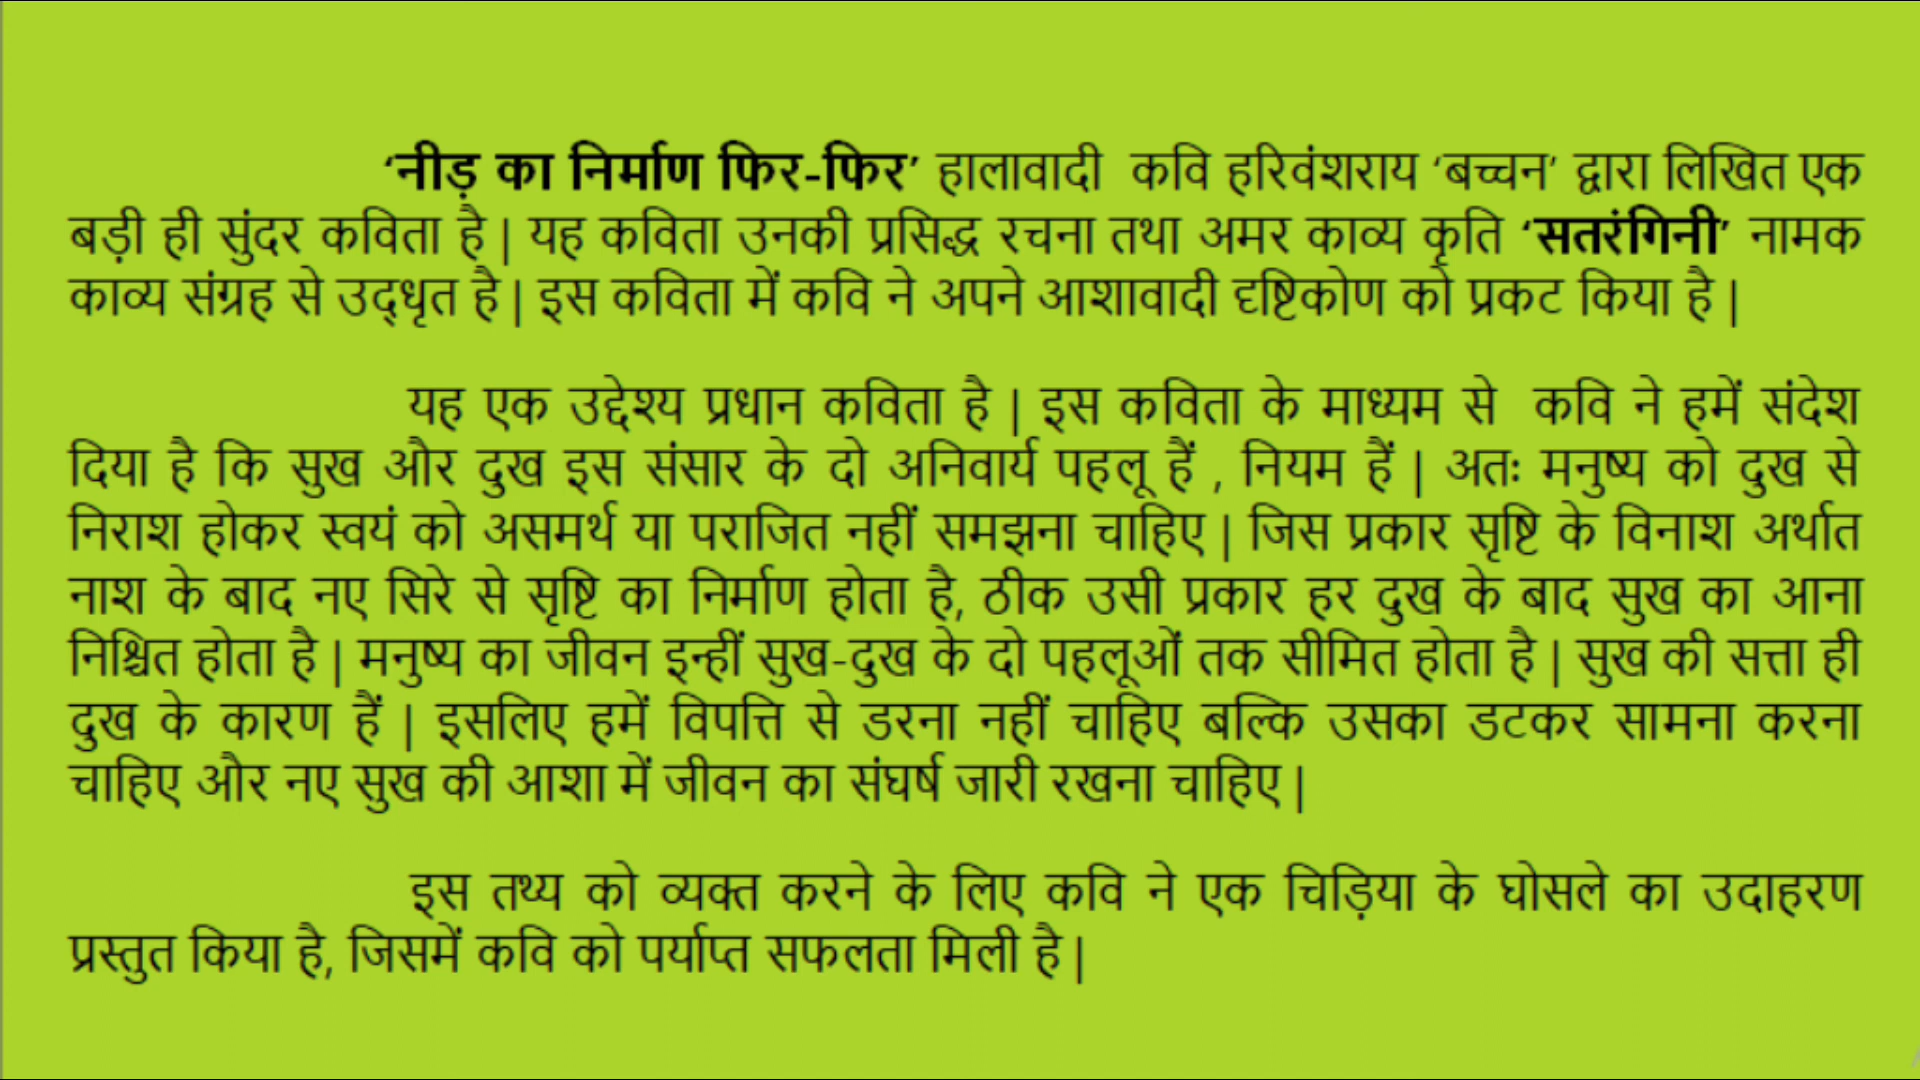 ‘नीड़ का निर्माण फिर-फिर’ हालावादी कवि हरिवंशराय ‘बच्चन’ द्वारा लिखित एक
बड़ी ही सुंदर कविता है | यह कविता उनकी प्रसिद्ध रचना तथा अमर काव्य कृति ‘सतरंगिनी’ नामक
काव्य संग्रह से उद्धृत है | इस कविता में कवि ने अपने आशावादी दृष्टिकोण को प्रकट किया है |
यह एक उद्देश्य प्रधान कविता है | इस कविता के माध्यम से कवि ने हमें संदेश
दिया है कि सुख और दुख इस संसार के दो अनिवार्य पहलू हैं , नियम हैं | अतः मनुष्य को दुख से
निराश होकर स्वयं को असमर्थ या पराजित नहीं समझना चाहिए | जिस प्रकार सृष्टि के विनाश अर्थात
नाश के बाद नए सिरे से सृष्टि का निर्माण होता है, ठीक उसी प्रकार हर दुख के बाद सुख का आना
निश्चित होता है | मनुष्य का जीवन इन्हीं सुख-दुख के दो पहलूओं तक सीमित होता है | सुख की सत्ता ही
दुख के कारण हैं | इसलिए हमें विपत्ति से डरना नहीं चाहिए बल्कि उसका डटकर सामना करना
चाहिए और नए सुख की आशा में जीवन का संघर्ष जारी रखना चाहिए |
इस तथ्य को व्यक्त करने के लिए कवि ने एक चिड़िया के घोसले का उदाहरण
प्रस्तुत किया है, जिसमें कवि को पर्याप्त सफलता मिली है |